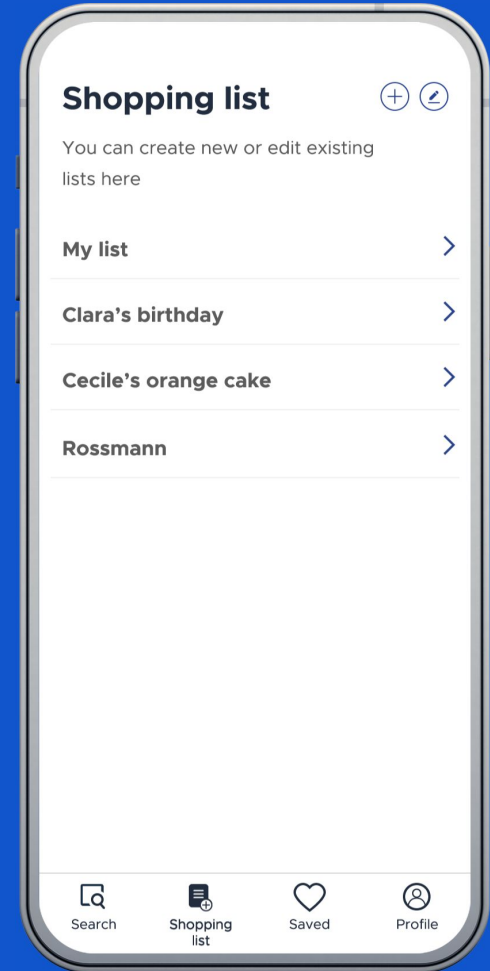 Shopping list
You can create new or edit existing
lists here
My list
Clara’s birthday
Cecile’s orange cake
Rossmann
Search
Shopping
list
Saved
Profile